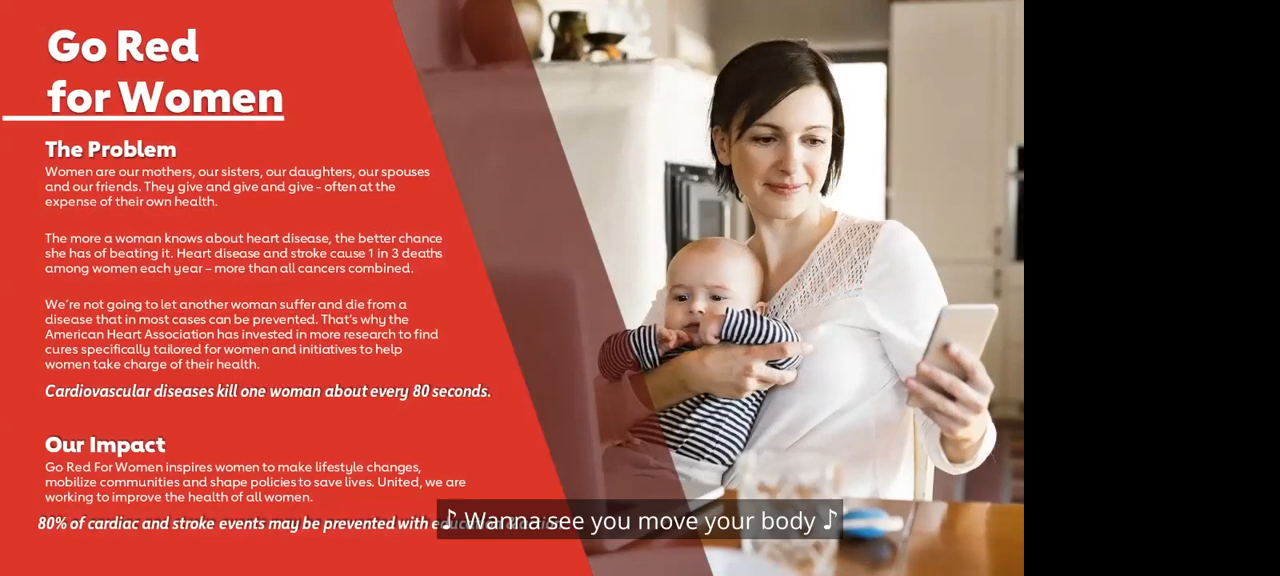 Go Red
for Women
The Problem
Women are our mothers, our sisters, our daughters, our spouses
and our friends. They give and give and give - often at the
expense of their own health.
The more a woman knows about heart disease, the better chance
she has of beating it. Heart disease and stroke cause 1 in 3 deaths
among women each year – more than all cancers combined.
We're not going to let another woman suffer and die from a
disease that in most cases can be prevented. That's why the
American Heart Association has invested in more research to find
cures specifically tailored for women and initiatives to help
women take charge of their health.
Cardiovascular diseases kill one woman about every 80 seconds.
Our Impact
Go Red For Women inspires women to make lifestyle changes,
mobilize communities and shape policies to save lives. United, we are
working to improve the health of all women.
80% of cardiac and stroke events may be prevented with
♪ Wanna see you move your body ♪